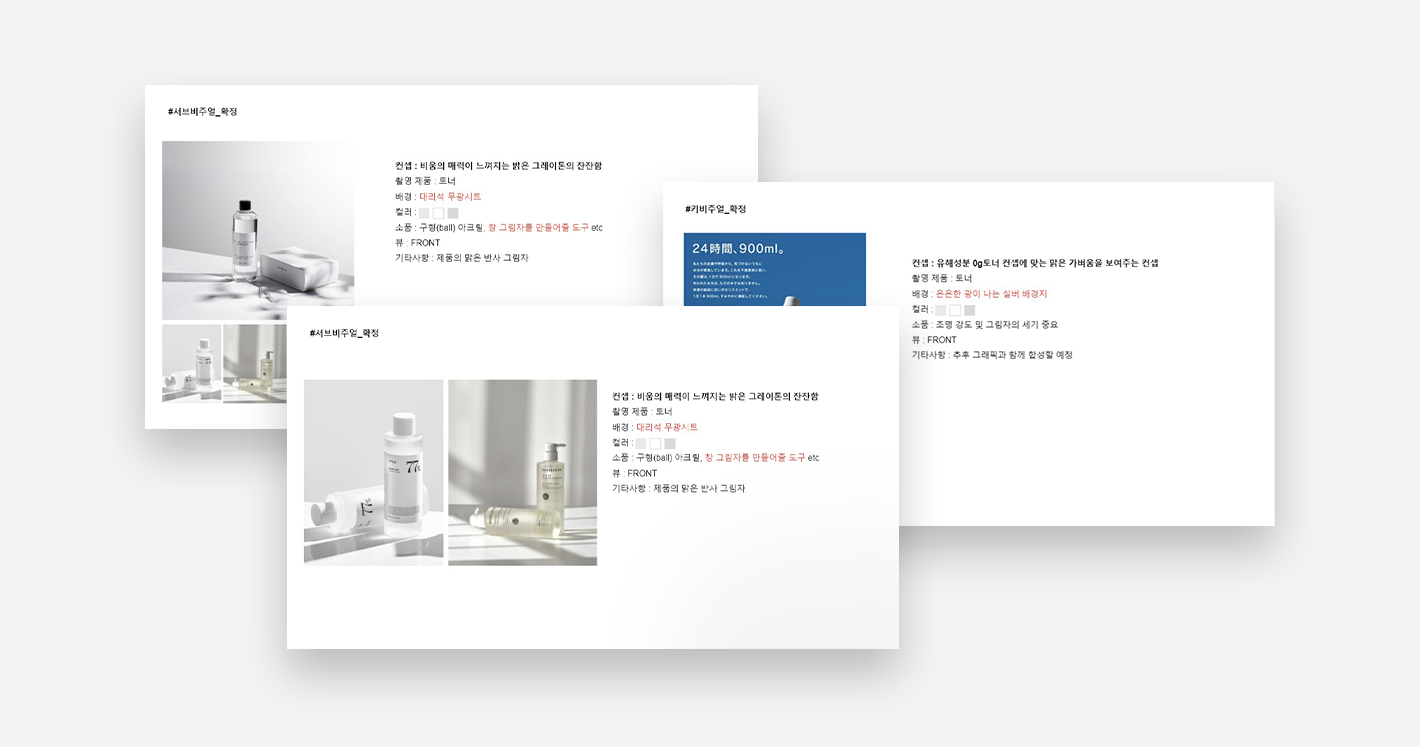 #서브비주얼_확정
컨셉 : 비움의 매력이 느껴지는 밝은 그레이톤의 잔잔함
촬영 제품 : 토너
배경 : 대리석 무광시트
컬러 :
소품 : 구형(ball) 아크릴, 창 그림자를 만들어줄 도구 etc
뷰 : FRONT
기타사항 : 제품의 맑은 반사 그림자
#키비주얼_확정
24時間、900ml。
컨셉 : 유해성분 0g토너 컨셉에 맞는 맑은 가벼움을 보여주는 컨셉
촬영 제품 : 토너
배경 : 은은한 광이 나는 실버 배경지
컬러 :
소품 : 조명 강도 및 그림자의 세기 중요
뷰 : FRONT
기타사항 : 추후 그래픽과 함께 합성할 예정
#서브비주얼_확정
77
77
컨셉 : 비움의 매력이 느껴지는 밝은 그레이톤의 잔잔함
촬영 제품 : 토너
배경 : 대리석 무광시트
컬러 :
소품 : 구형(ball) 아크릴, 창 그림자를 만들어줄 도구 etc
뷰 : FRONT
기타사항 : 제품의 맑은 반사 그림자